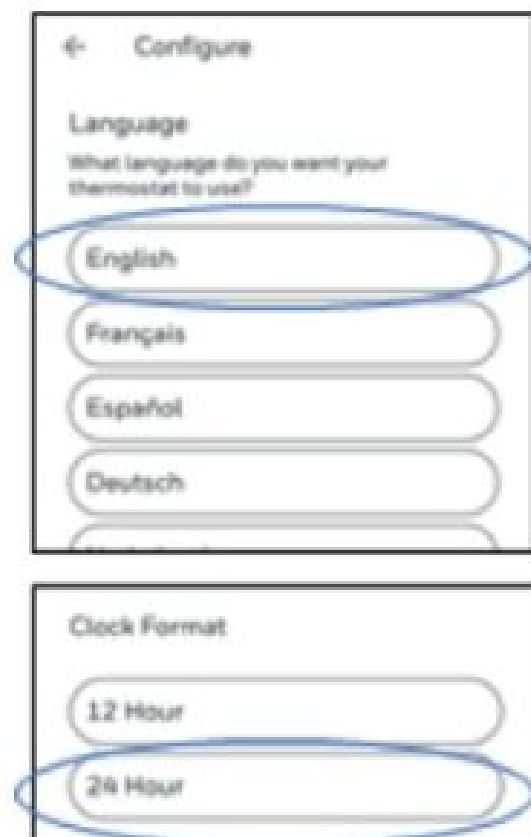 Configure
Language
What language do you want your
thermostat to use?
English
Français
Español
Deutsch
Clock Format
12 Hour
24 Hour